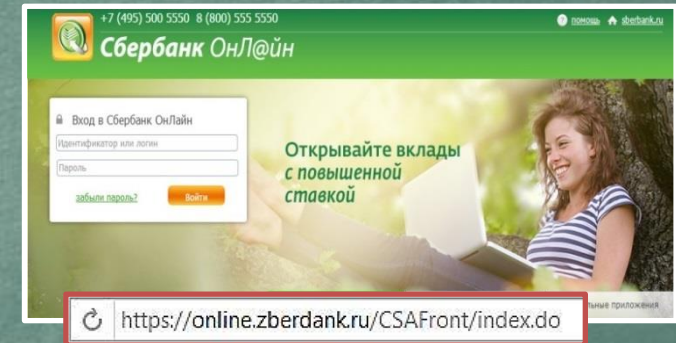 +7 (495) 500 5550 8 (800) 555 5550
помощь sberbank.ru
Сбербанк ОнЛ@йн
Вход в Сбербанк ОнЛайн
Идентификатор или логин
Пароль
забыли пароль?
Войти
Открывайте вклады
с повышенной
ставкой
приложения
https://online.zberdank.ru/CSAFront/index.do